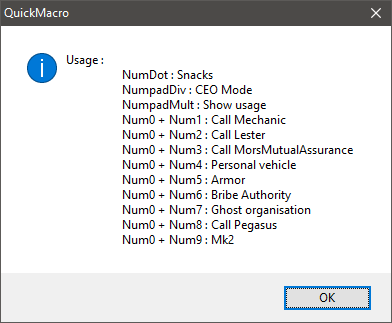 QuickMacro
Usage :
NumDot : Snacks
NumpadDiv : CEO Mode
NumpadMult : Show usage
Num0 + Num1 : Call Mechanic
Num0 + Num2 : Call Lester
Num0 + Num3 : Call MorsMutualAssurance
Num0 + Num4 : Personal vehicle
Num0 + Num5 : Armor
Num0 + Num6 : Bribe Authority
Num0 + Num7 : Ghost organisation
Num0 + Num8 : Call Pegasus
Num0 + Num9 : Mk2
OK